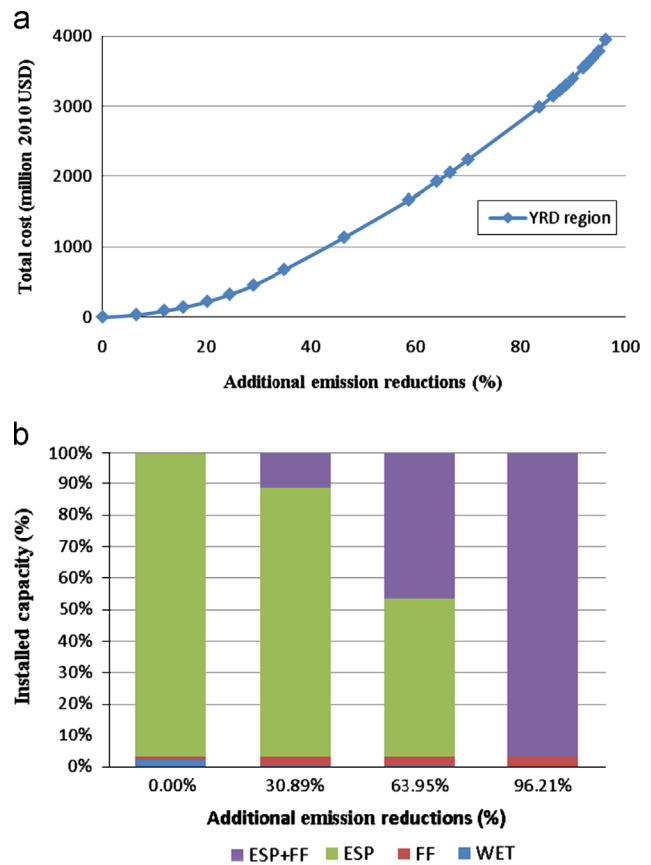 a
4000
3000
2000
1000
0
Total cost (million 2010 USD)
YRD region
0 20 40 60 80 100
Additional emission reductions (%)
b
100%
90%
80%
70%
60%
50%
40%
30%
20%
10%
0%
Installed capacity (%)
0.00% 30.89% 63.95% 96.21%
Additional emission reductions (%)
ESP+FF ESP FF WET